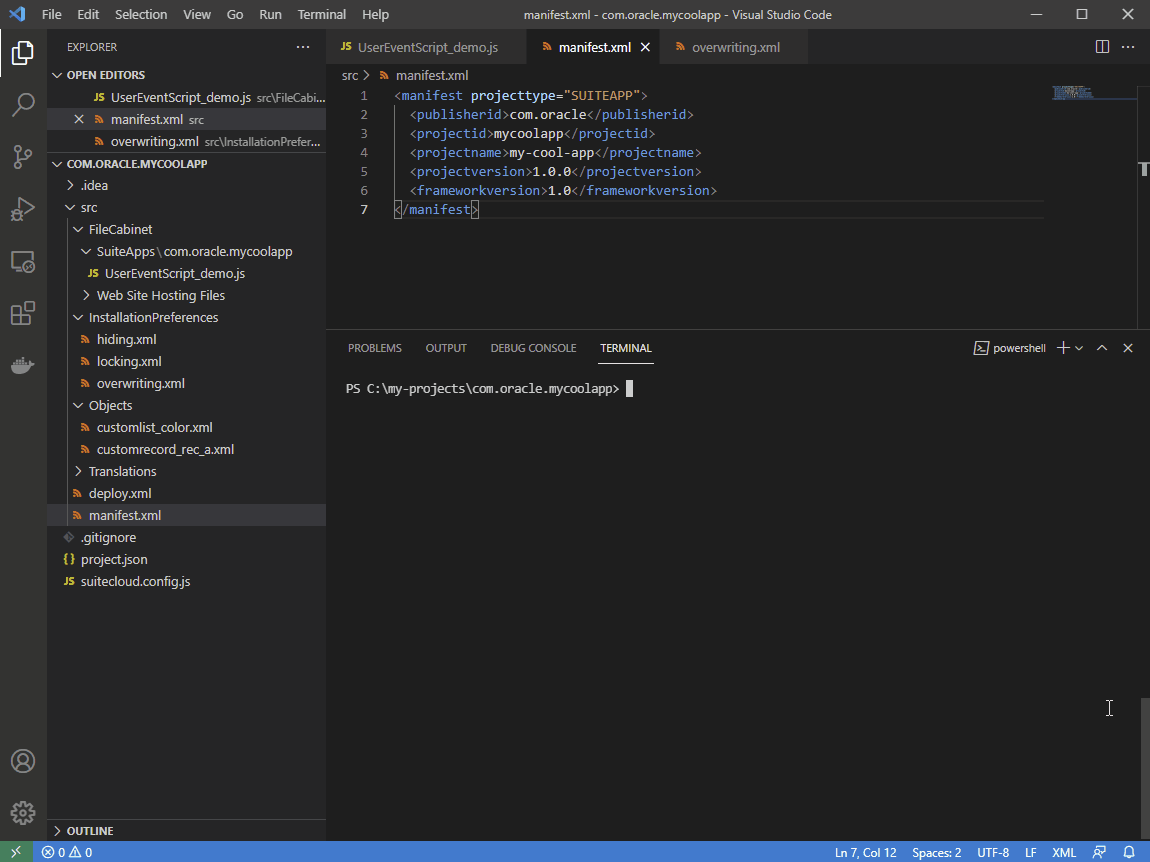 File Edit Selection View Go Run Terminal Help manifest.xml - com.oracle.mycoolapp - Visual Studio Code
EXPLORER
OPEN EDITORS
JS UserEventScript_demo.js src\FileCabi...
manifest.xml src
overwriting.xml src\InstallationPrefer...
COM.ORACLE.MYCOOLAPP
.idea
src
FileCabinet
SuiteApps\com.oracle.mycoolapp
JS UserEventScript_demo.js
Web Site Hosting Files
InstallationPreferences
hiding.xml
locking.xml
overwriting.xml
Objects
customlist_color.xml
customrecord_rec_a.xml
Translations
deploy.xml
manifest.xml
.gitignore
{} project.json
JS suitecloud.config.js
OUTLINE
JS UserEventScript_demo.js manifest.xml overwriting.xml
src > manifest.xml
1 <manifest projecttype="SUITEAPP">
2 <publisherid>com.oracle</publisherid>
3 <projectid>mycoolapp</projectid>
4 <projectname>my-cool-app</projectname>
5 <projectversion>1.0.0</projectversion>
6 <frameworkversion>1.0</frameworkversion>
7 </manifest>
PROBLEMS OUTPUT DEBUG CONSOLE TERMINAL powershell
PS C:\my-projects\com.oracle.mycoolapp>
0 0 Ln 7, Col 12 Spaces: 2 UTF-8 LF XML